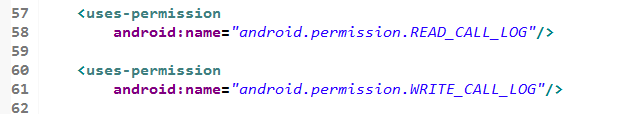 57 <uses-permission
58 android:name="android.permission.READ_CALL_LOG"/>
59
60 <uses-permission
61 android:name="android.permission.WRITE_CALL_LOG"/>
62